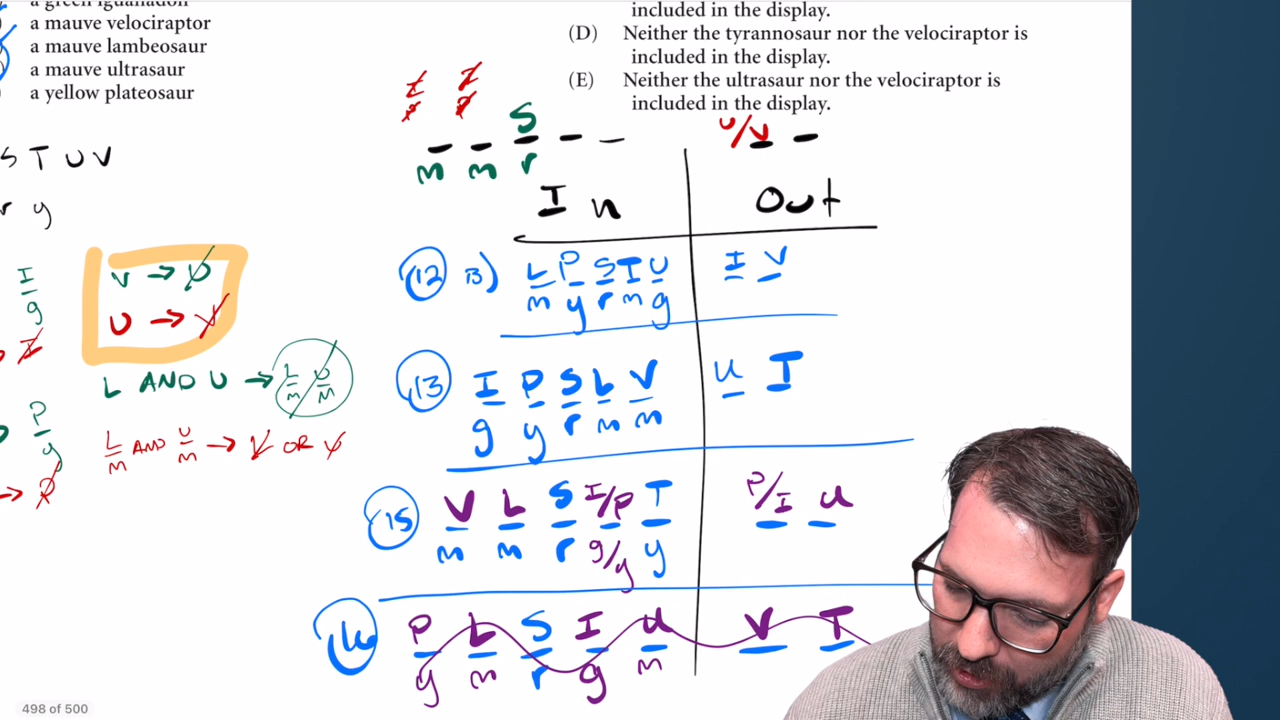 a green iguanadon
a mauve velociraptor
a mauve lambeosaur
a mauve ultrasaur
a yellow plateosaur
included in the display.
(D) Neither the tyrannosaur nor the velociraptor is
included in the display.
(E) Neither the ultrasaur nor the velociraptor is
included in the display.
S T U V
r y
I
g
V → P
U → V
L AND U → L U
m m
L AND U → V OR
m m
P
y
→ P
S U/V
m m r
In Out
12 B) L P S T U I V
m y r m g
13 I P S L V U T
g y r m m
15 V L S I/P T P/I U
m m r g/y y
16 P L S I U V T
y m r g m
498 of 500